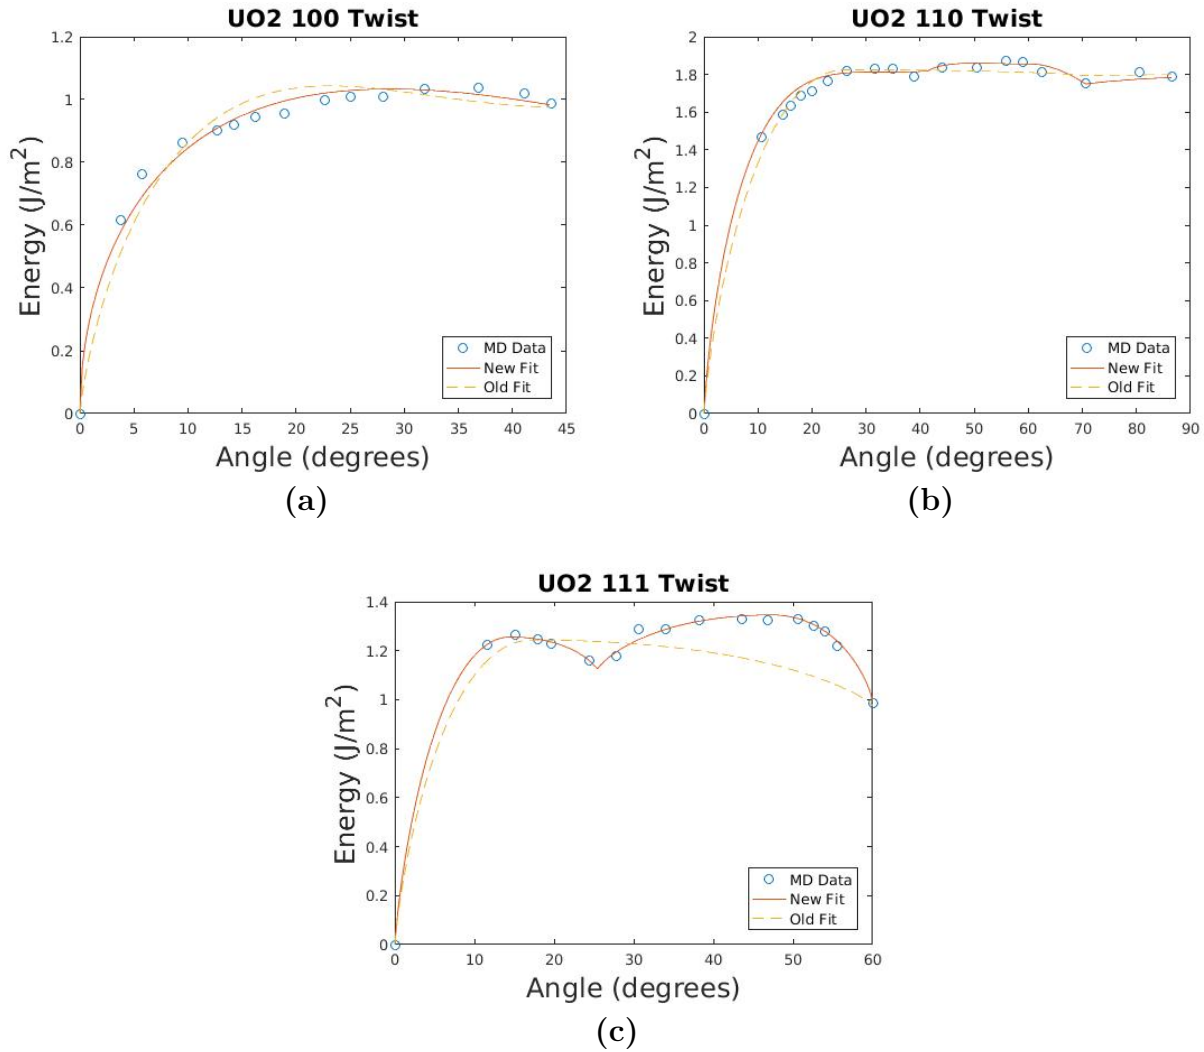 UO2 100 Twist
1.2
1
0.8
0.6
0.4
0.2
0
Energy (J/m²)
MD Data
New Fit
Old Fit
0 5 10 15 20 25 30 35 40 45
Angle (degrees)
(a)
UO2 110 Twist
2
1.8
1.6
1.4
1.2
1
0.8
0.6
0.4
0.2
0
Energy (J/m²)
MD Data
New Fit
Old Fit
0 10 20 30 40 50 60 70 80 90
Angle (degrees)
(b)
UO2 111 Twist
1.4
1.2
1
0.8
0.6
0.4
0.2
0
Energy (J/m²)
MD Data
New Fit
Old Fit
0 10 20 30 40 50 60
Angle (degrees)
(c)